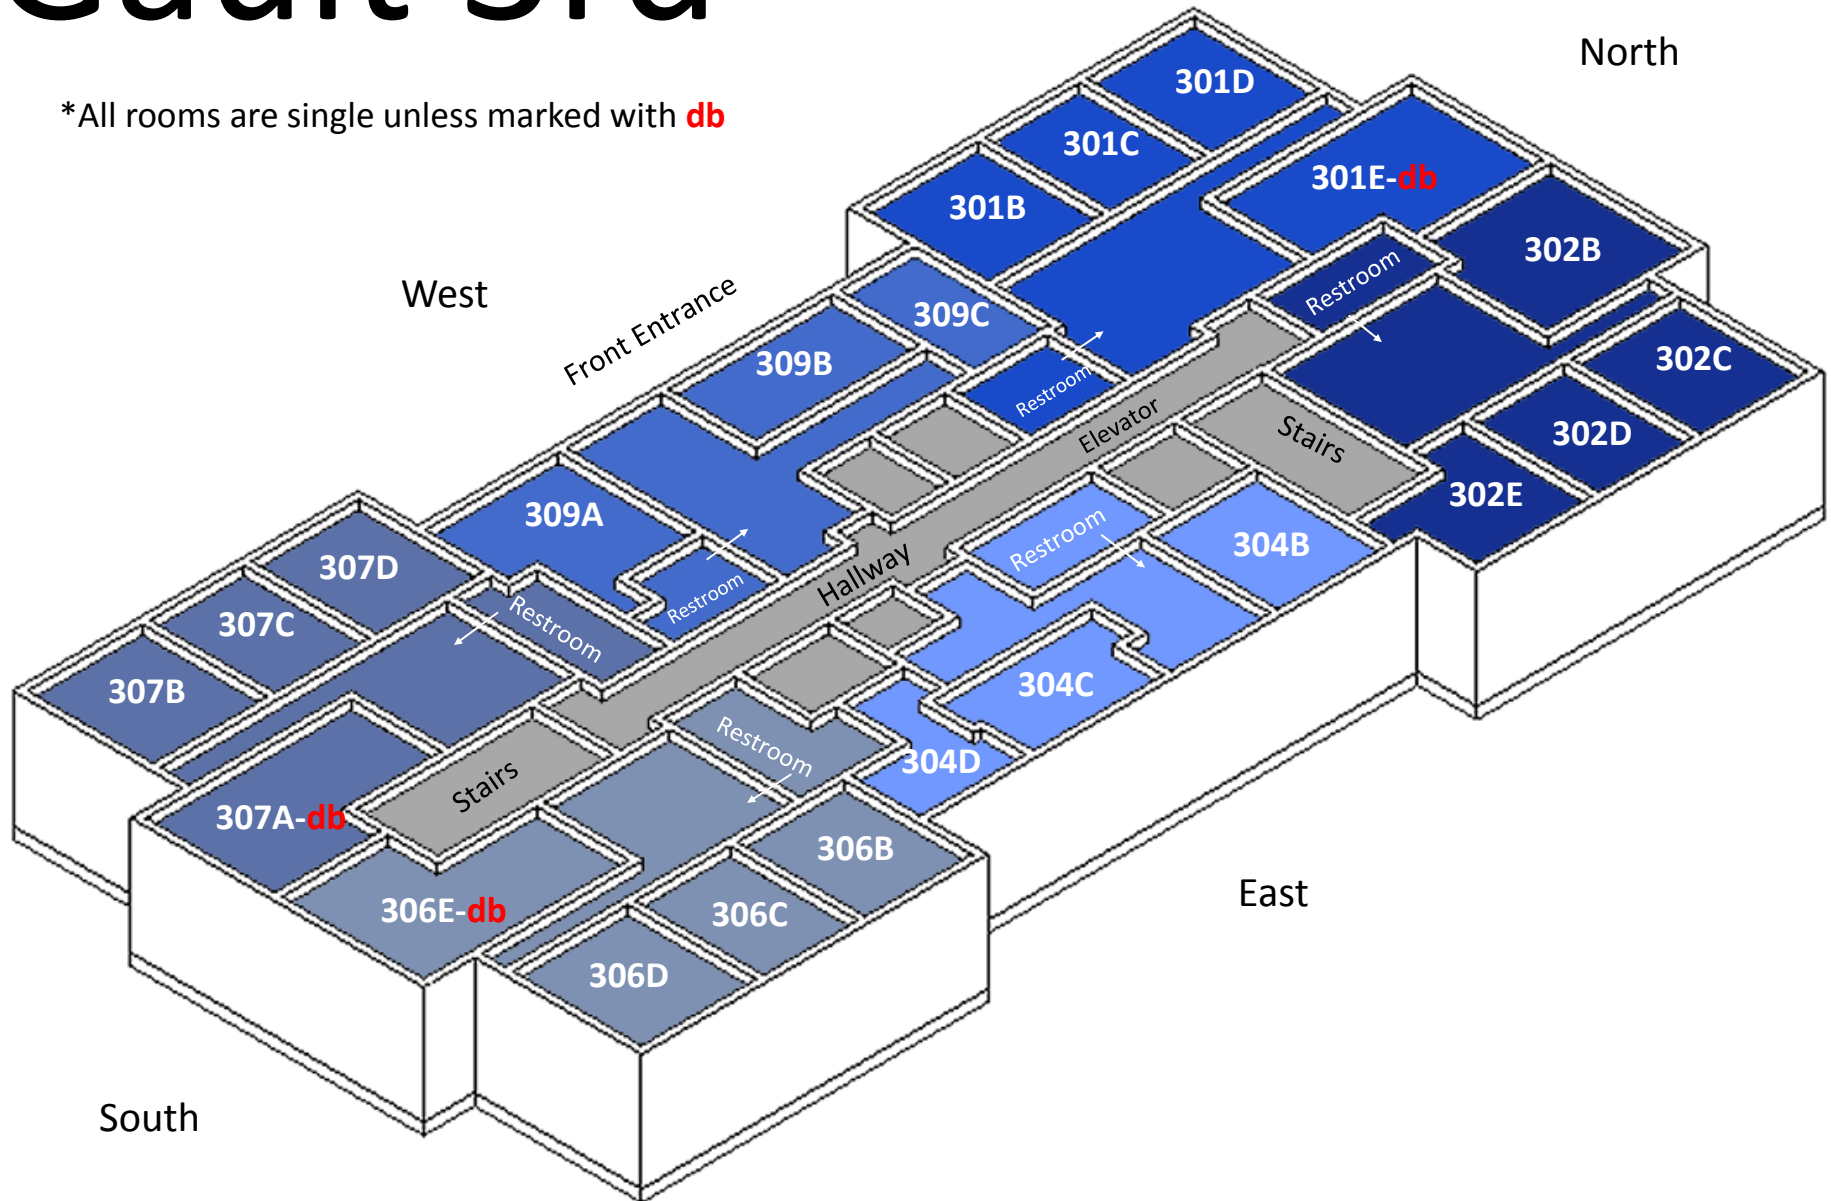 Gault 3rd
*All rooms are single unless marked with db
North
West
East
South
Front Entrance
301D
301C
301B
301E-db
302B
302C
302D
302E
Restroom
Restroom
309C
309B
309A
Restroom
Elevator
Stairs
Hallway
Restroom
304B
304C
304D
307D
307C
307B
307A-db
Restroom
Restroom
Stairs
306B
306C
306D
306E-db